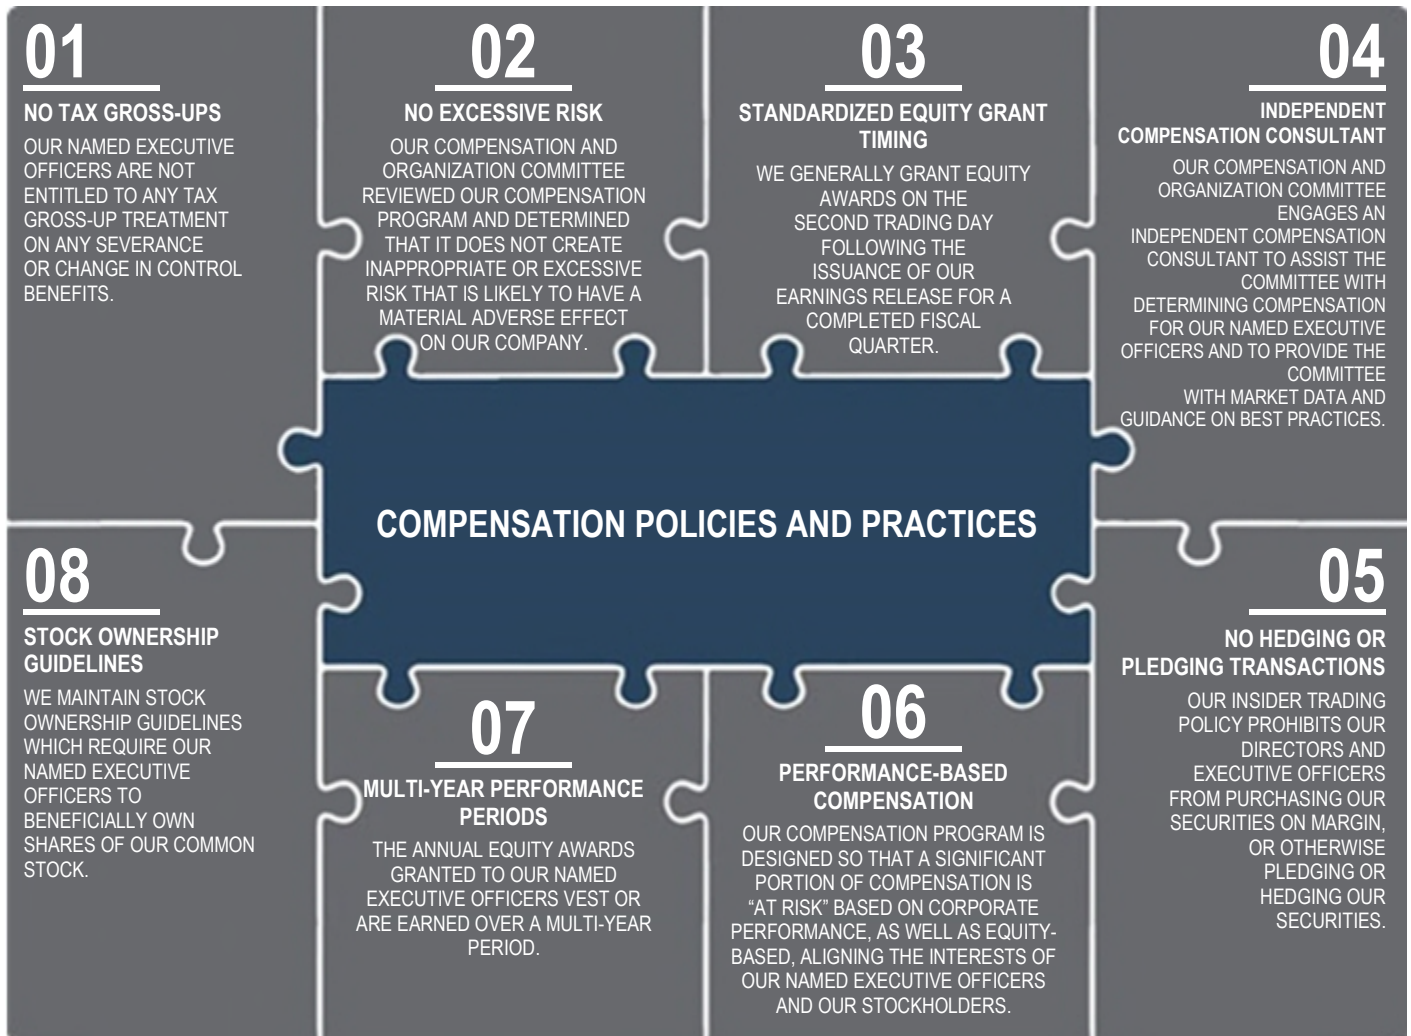 01
NO TAX GROSS-UPS
OUR NAMED EXECUTIVE
OFFICERS ARE NOT
ENTITLED TO ANY TAX
GROSS-UP TREATMENT
ON ANY SEVERANCE
OR CHANGE IN CONTROL
BENEFITS.
02
NO EXCESSIVE RISK
OUR COMPENSATION AND
ORGANIZATION COMMITTEE
REVIEWED OUR COMPENSATION
PROGRAM AND DETERMINED
THAT IT DOES NOT CREATE
INAPPROPRIATE OR EXCESSIVE
RISK THAT IS LIKELY TO HAVE A
MATERIAL ADVERSE EFFECT
ON OUR COMPANY.
03
STANDARDIZED EQUITY GRANT
TIMING
WE GENERALLY GRANT EQUITY
AWARDS ON THE
SECOND TRADING DAY
FOLLOWING THE
ISSUANCE OF OUR
EARNINGS RELEASE FOR A
COMPLETED FISCAL
QUARTER.
04
INDEPENDENT
COMPENSATION CONSULTANT
OUR COMPENSATION AND
ORGANIZATION COMMITTEE
ENGAGES AN
INDEPENDENT COMPENSATION
CONSULTANT TO ASSIST THE
COMMITTEE WITH
DETERMINING COMPENSATION
FOR OUR NAMED EXECUTIVE
OFFICERS AND TO PROVIDE THE
COMMITTEE
WITH MARKET DATA AND
GUIDANCE ON BEST PRACTICES.
COMPENSATION POLICIES AND PRACTICES
08
STOCK OWNERSHIP
GUIDELINES
WE MAINTAIN STOCK
OWNERSHIP GUIDELINES
WHICH REQUIRE OUR
NAMED EXECUTIVE
OFFICERS TO
BENEFICIALLY OWN
SHARES OF OUR COMMON
STOCK.
07
MULTI-YEAR PERFORMANCE
PERIODS
THE ANNUAL EQUITY AWARDS
GRANTED TO OUR NAMED
EXECUTIVE OFFICERS VEST OR
ARE EARNED OVER A MULTI-YEAR
PERIOD.
06
PERFORMANCE-BASED
COMPENSATION
OUR COMPENSATION PROGRAM IS
DESIGNED SO THAT A SIGNIFICANT
PORTION OF COMPENSATION IS
“AT RISK” BASED ON CORPORATE
PERFORMANCE, AS WELL AS EQUITY-
BASED, ALIGNING THE INTERESTS OF
OUR NAMED EXECUTIVE OFFICERS
AND OUR STOCKHOLDERS.
05
NO HEDGING OR
PLEDGING TRANSACTIONS
OUR INSIDER TRADING
POLICY PROHIBITS OUR
DIRECTORS AND
EXECUTIVE OFFICERS
FROM PURCHASING OUR
SECURITIES ON MARGIN,
OR OTHERWISE
PLEDGING OR
HEDGING OUR
SECURITIES.